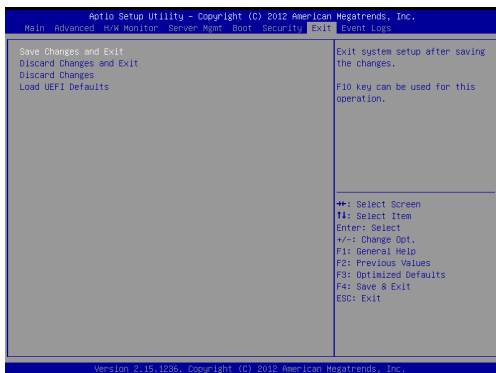 Aptio Setup Utility - Copyright (C) 2012 American Megatrends, Inc.
Main Advanced H/W Monitor Server Mgmt Boot Security Exit Event Logs
Save Changes and Exit
Discard Changes and Exit
Discard Changes
Load UEFI Defaults
Exit system setup after saving
the changes.
F10 key can be used for this
operation.
→←: Select Screen
↑↓: Select Item
Enter: Select
+/-: Change Opt.
F1: General Help
F2: Previous Values
F3: Optimized Defaults
F4: Save & Exit
ESC: Exit
Version 2.15.1236. Copyright (C) 2012 American Megatrends, Inc.